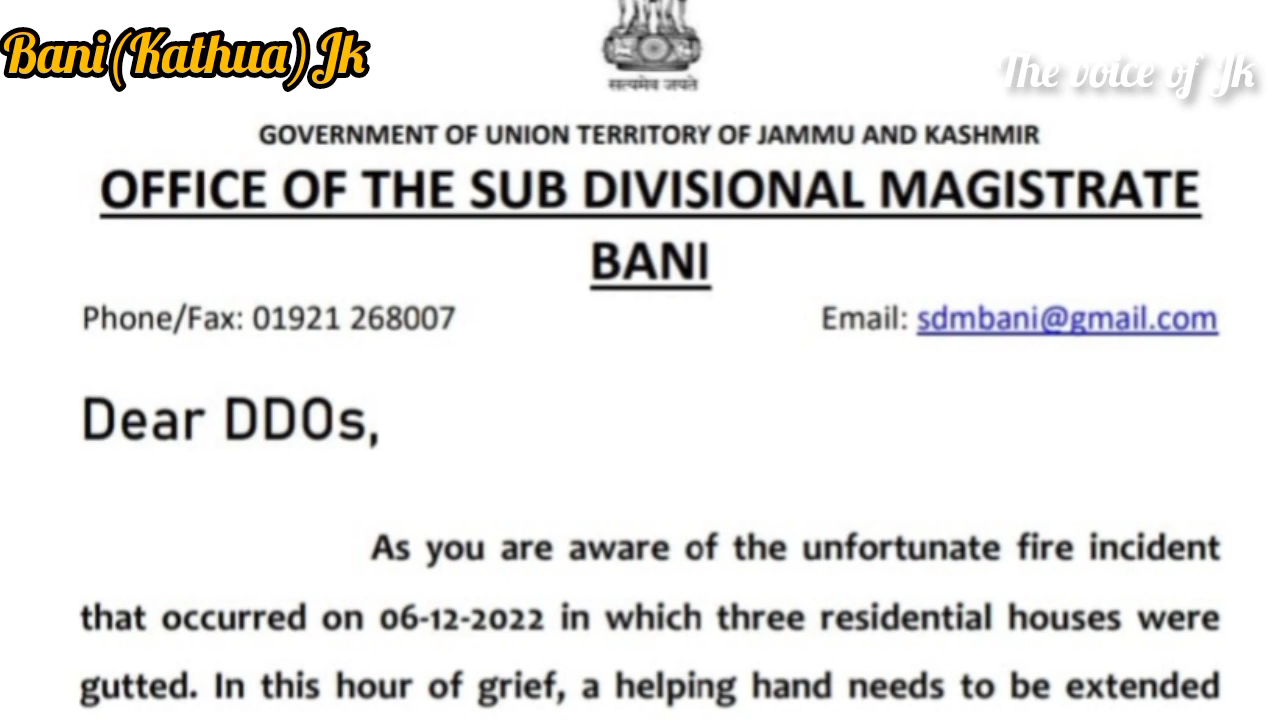 Bani(Kathua)Jk
The voice of Jk
सत्यमेव जयते
GOVERNMENT OF UNION TERRITORY OF JAMMU AND KASHMIR
OFFICE OF THE SUB DIVISIONAL MAGISTRATE
BANI
Phone/Fax: 01921 268007 Email: sdmbani@gmail.com
Dear DDOs,
As you are aware of the unfortunate fire incident
that occurred on 06-12-2022 in which three residential houses were
gutted. In this hour of grief, a helping hand needs to be extended